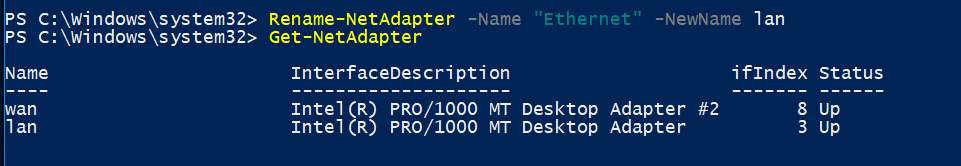 PS C:\Windows\system32> Rename-NetAdapter -Name "Ethernet" -NewName lan
PS C:\Windows\system32> Get-NetAdapter
Name InterfaceDescription ifIndex Status
---- -------------------- ------- ------
wan Intel(R) PRO/1000 MT Desktop Adapter #2 8 Up
lan Intel(R) PRO/1000 MT Desktop Adapter 3 Up